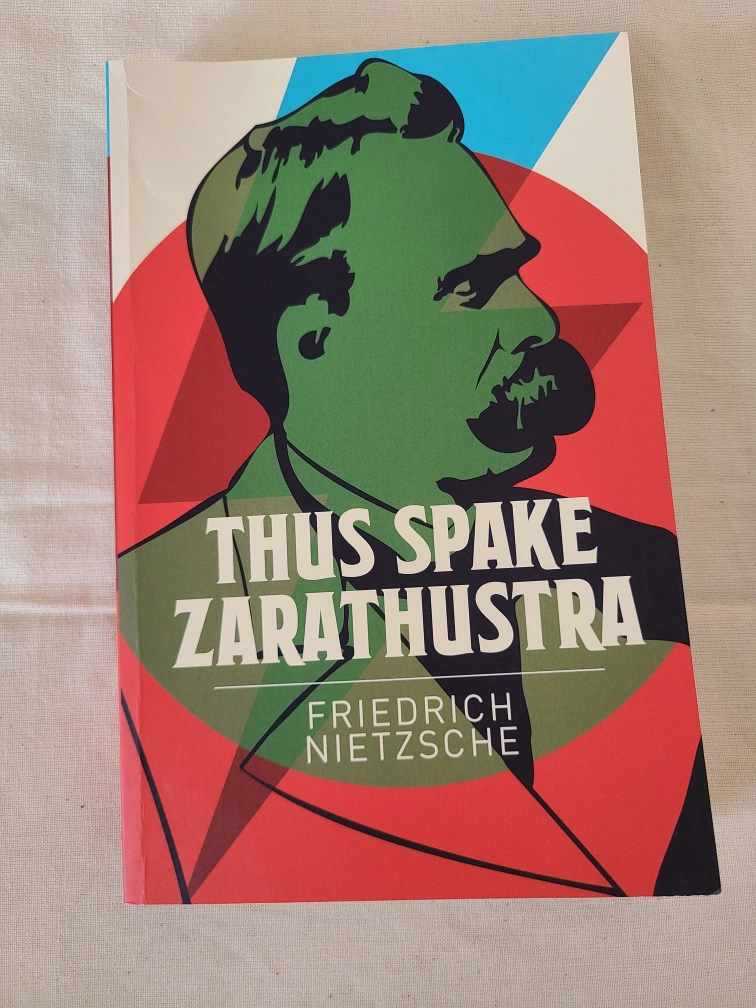 THUS SPAKE
ZARATHUSTRA
FRIEDRICH
NIETZSCHE